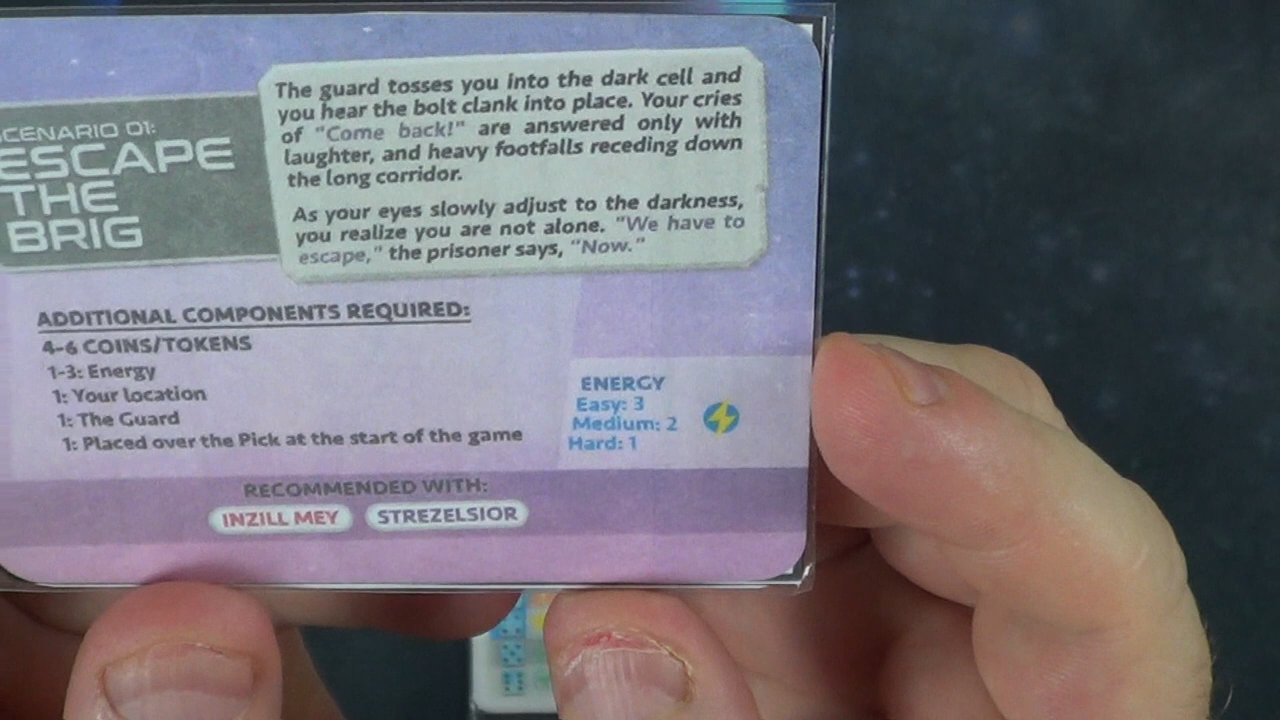 CENARIO 01:
ESCAPE
THE
BRIG
The guard tosses you into the dark cell and
you hear the bolt clank into place. Your cries
of "Come back!" are answered only with
laughter, and heavy footfalls receding down
the long corridor.
As your eyes slowly adjust to the darkness,
you realize you are not alone. "We have to
escape," the prisoner says, "Now."
ADDITIONAL COMPONENTS REQUIRED:
4-6 COINS/TOKENS
1-3: Energy
1: Your location
1: The Guard
1: Placed over the Pick at the start of the game
ENERGY
Easy: 3
Medium: 2
Hard: 1
RECOMMENDED WITH:
INZILL MEY STREZELSIOR